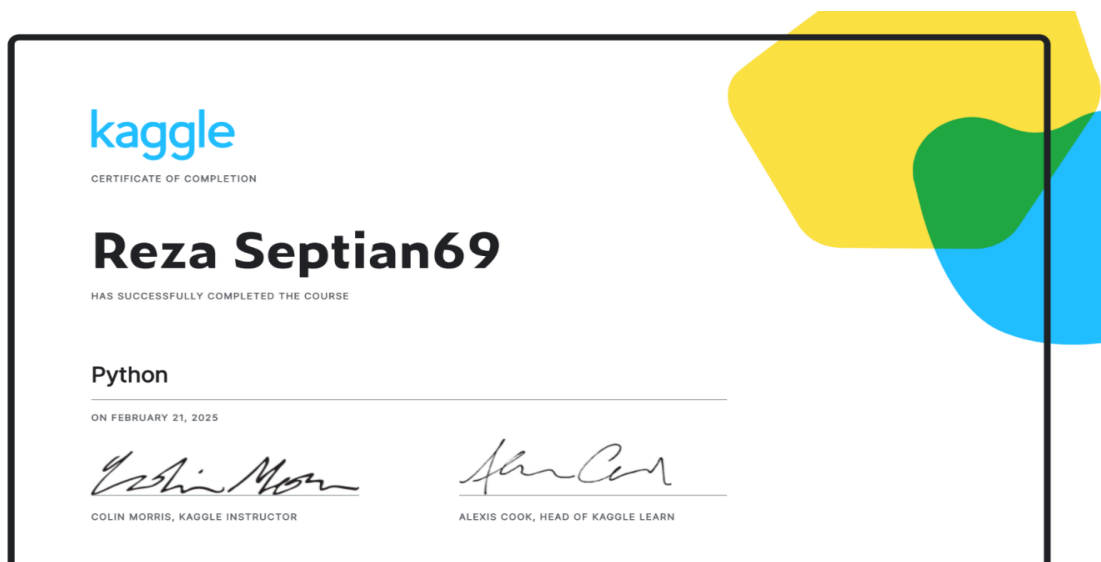 kaggle
CERTIFICATE OF COMPLETION
Reza Septian69
HAS SUCCESSFULLY COMPLETED THE COURSE
Python
ON FEBRUARY 21, 2025
COLIN MORRIS, KAGGLE INSTRUCTOR
ALEXIS COOK, HEAD OF KAGGLE LEARN